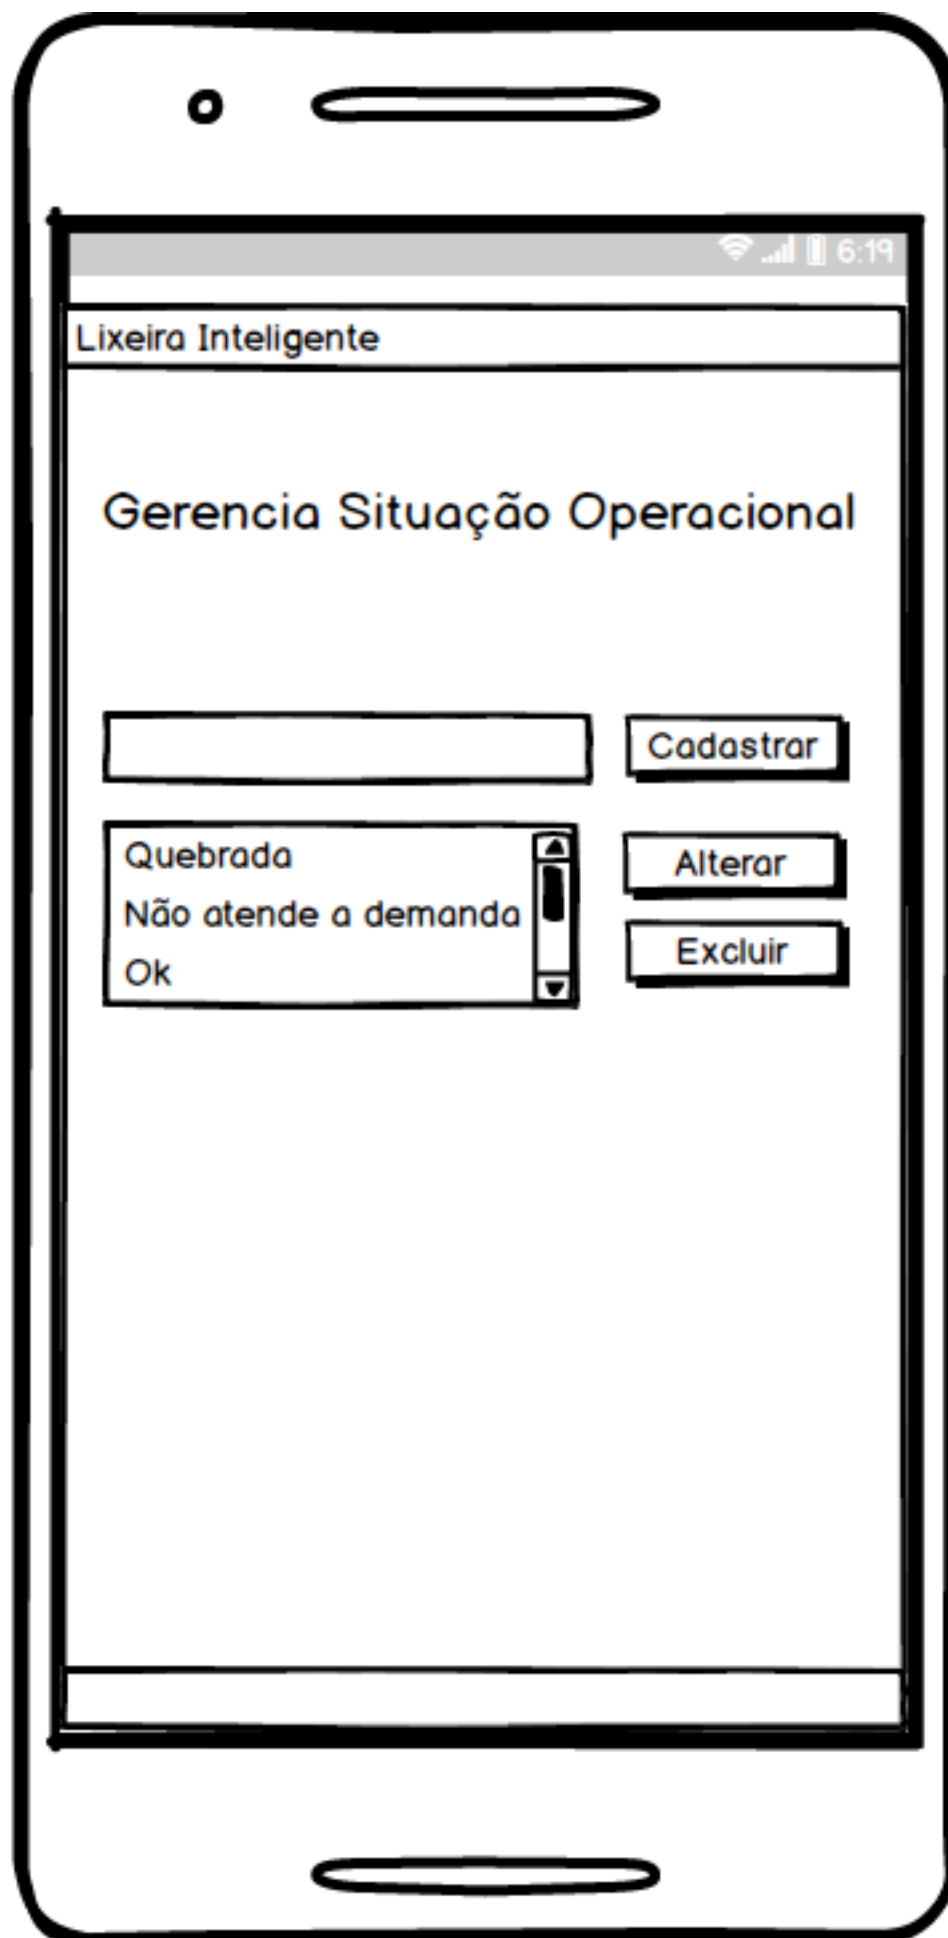 6:19
Lixeira Inteligente
Gerencia Situação Operacional
Cadastrar
Quebrada
Não atende a demanda
Ok
Alterar
Excluir